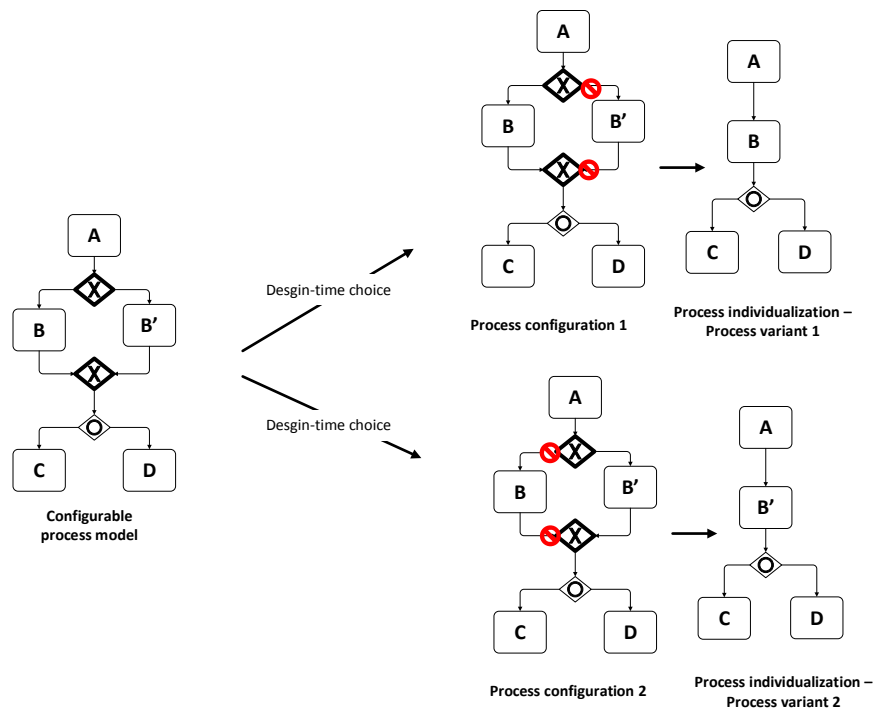 A
X
B
B'
X
C
D
Configurable
process model
Desgin-time choice
Desgin-time choice
A
X
B
B'
X
C
D
Process configuration 1
A
B
C
D
Process individualization –
Process variant 1
A
X
B
B'
X
C
D
Process configuration 2
A
B'
C
D
Process individualization –
Process variant 2